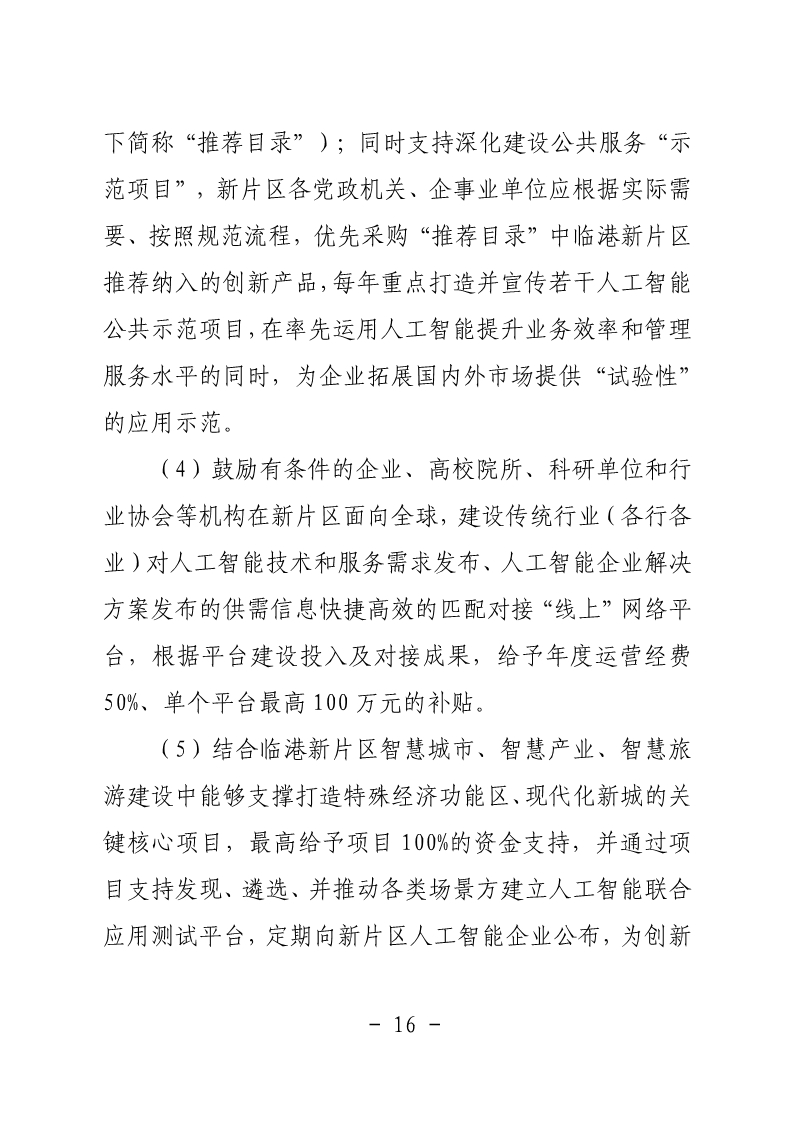 下简称“推荐目录”）；同时支持深化建设公共服务“示
范项目”，新片区各党政机关、企事业单位应根据实际需
要、按照规范流程，优先采购“推荐目录”中临港新片区
推荐纳入的创新产品，每年重点打造并宣传若干人工智能
公共示范项目，在率先运用人工智能提升业务效率和管理
服务水平的同时，为企业拓展国内外市场提供“试验性”
的应用示范。
（4）鼓励有条件的企业、高校院所、科研单位和行
业协会等机构在新片区面向全球，建设传统行业（各行各
业）对人工智能技术和服务需求发布、人工智能企业解决
方案发布的供需信息快捷高效的匹配对接“线上”网络平
台，根据平台建设投入及对接成果，给予年度运营经费
50%、单个平台最高 100 万元的补贴。
（5）结合临港新片区智慧城市、智慧产业、智慧旅
游建设中能够支撑打造特殊经济功能区、现代化新城的关
键核心项目，最高给予项目 100%的资金支持，并通过项
目支持发现、遴选、并推动各类场景方建立人工智能联合
应用测试平台，定期向新片区人工智能企业公布，为创新
- 16 -